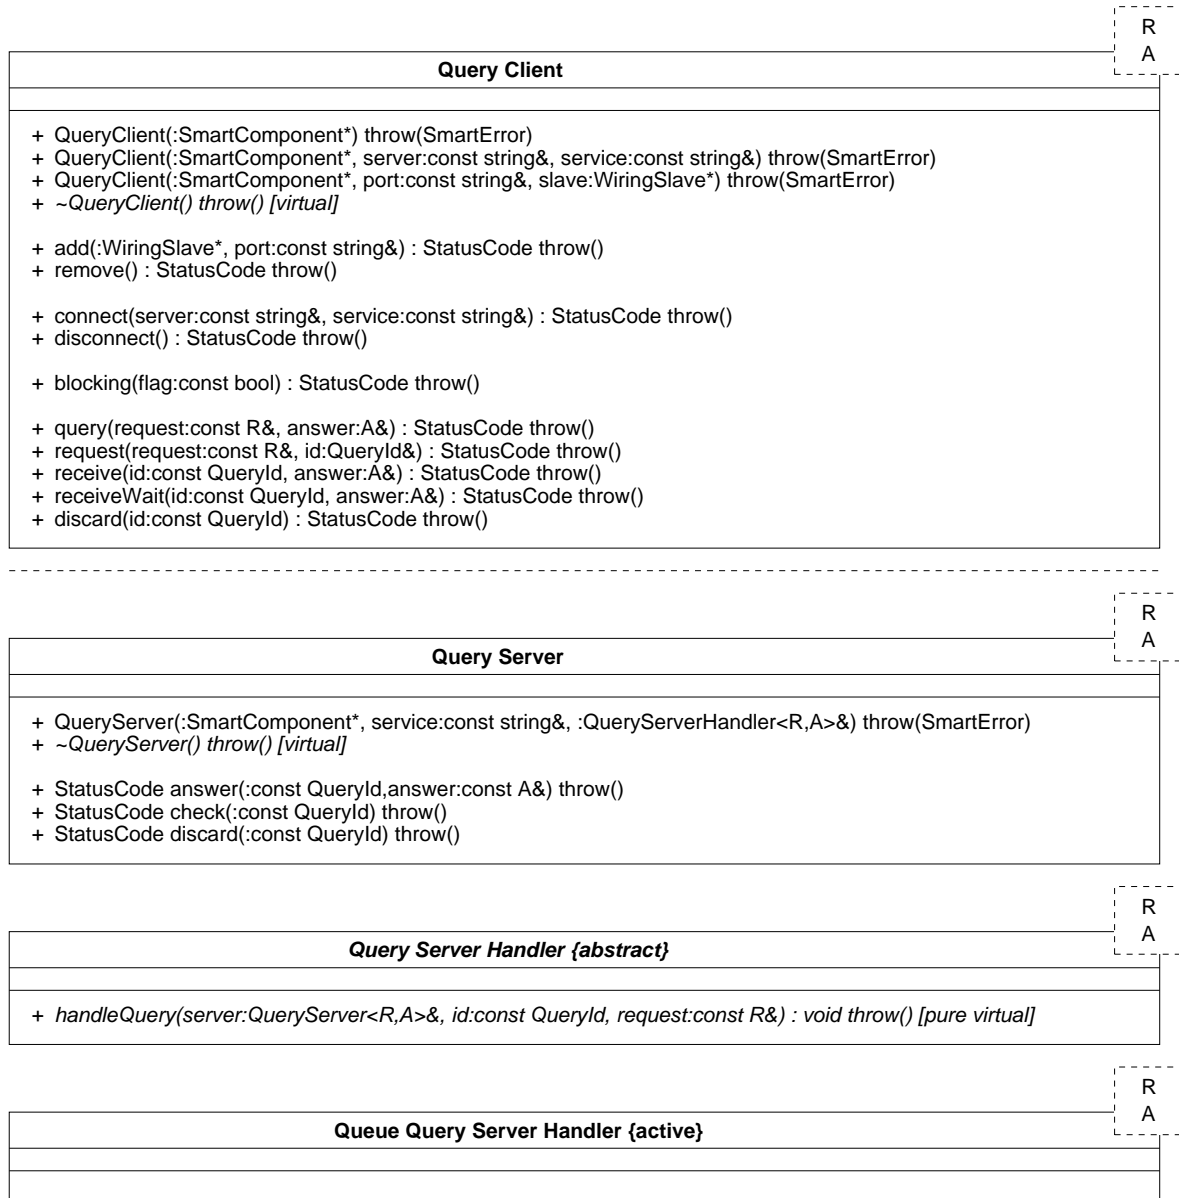 R
A
Query Client
+ QueryClient(:SmartComponent*) throw(SmartError)
+ QueryClient(:SmartComponent*, server:const string&, service:const string&) throw(SmartError)
+ QueryClient(:SmartComponent*, port:const string&, slave:WiringSlave*) throw(SmartError)
+ ~QueryClient() throw() [virtual]
+ add(:WiringSlave*, port:const string&) : StatusCode throw()
+ remove() : StatusCode throw()
+ connect(server:const string&, service:const string&) : StatusCode throw()
+ disconnect() : StatusCode throw()
+ blocking(flag:const bool) : StatusCode throw()
+ query(request:const R&, answer:A&) : StatusCode throw()
+ request(request:const R&, id:QueryId&) : StatusCode throw()
+ receive(id:const QueryId, answer:A&) : StatusCode throw()
+ receiveWait(id:const QueryId, answer:A&) : StatusCode throw()
+ discard(id:const QueryId) : StatusCode throw()
R
A
Query Server
+ QueryServer(:SmartComponent*, service:const string&, :QueryServerHandler<R,A>&) throw(SmartError)
+ ~QueryServer() throw() [virtual]
+ StatusCode answer(:const QueryId,answer:const A&) throw()
+ StatusCode check(:const QueryId) throw()
+ StatusCode discard(:const QueryId) throw()
R
A
Query Server Handler {abstract}
+ handleQuery(server:QueryServer<R,A>&, id:const QueryId, request:const R&) : void throw() [pure virtual]
R
A
Queue Query Server Handler {active}